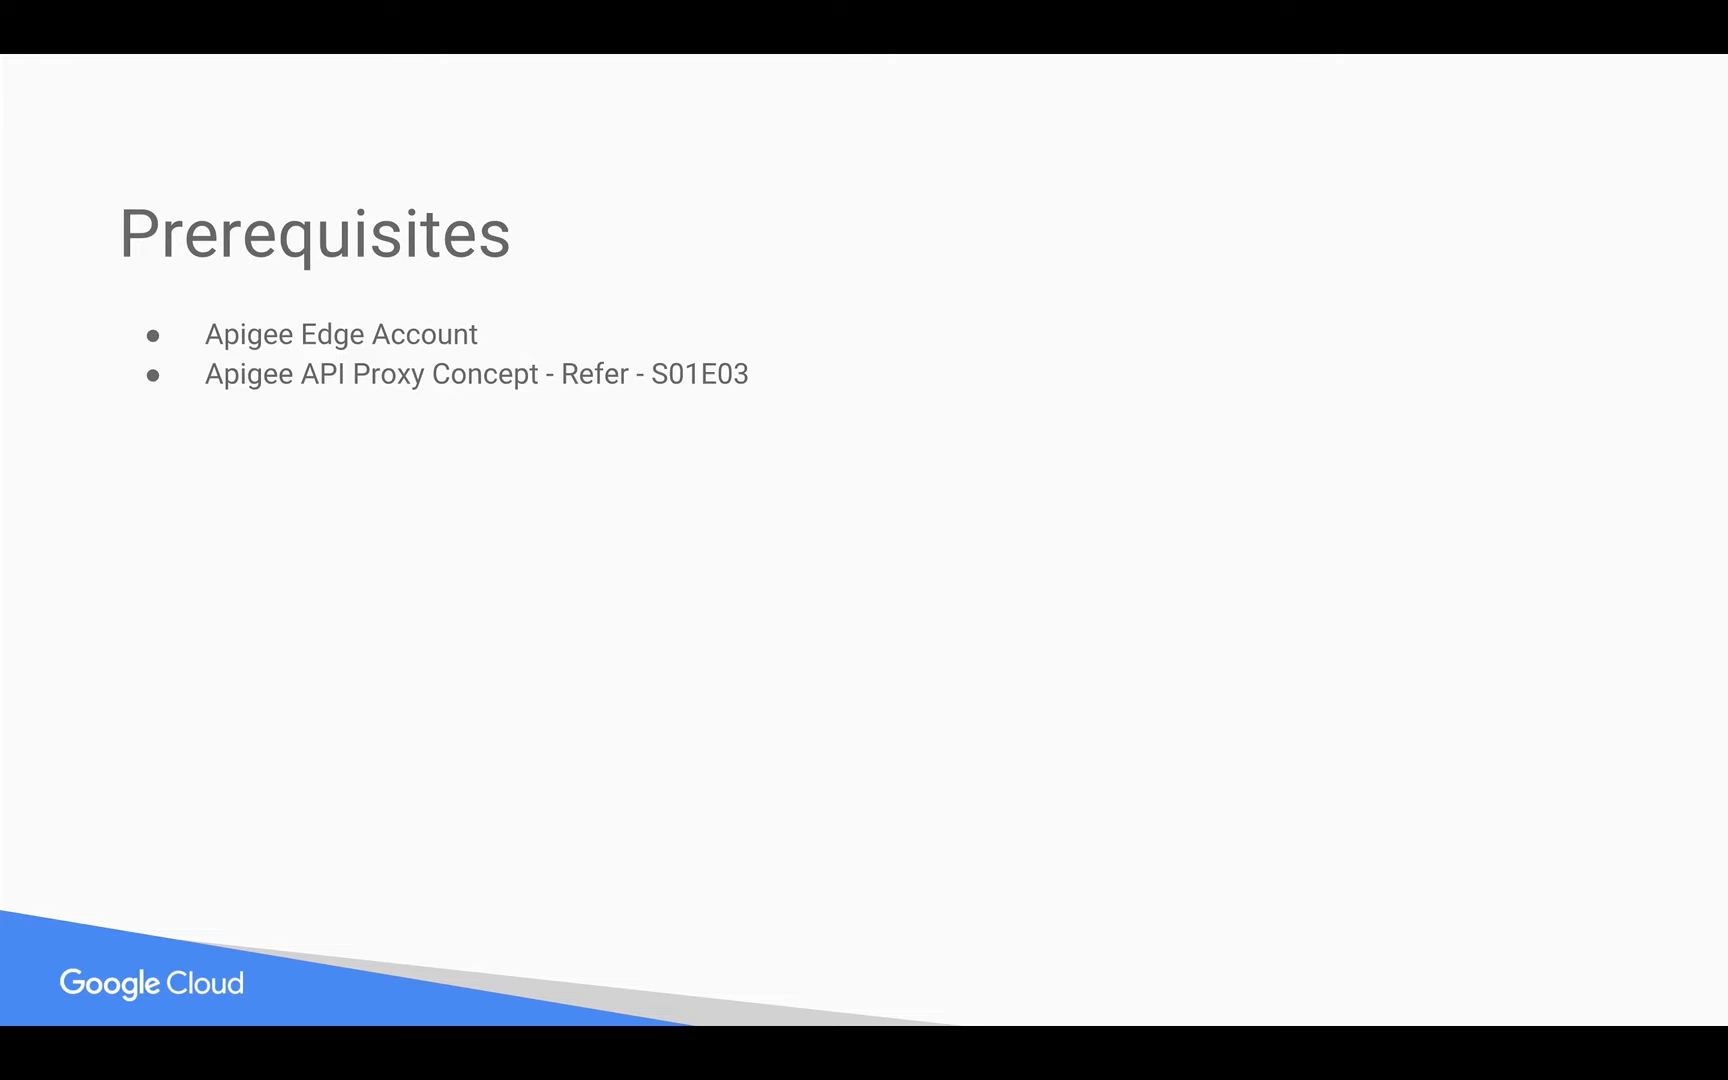 Prerequisites
● Apigee Edge Account
● Apigee API Proxy Concept - Refer - S01E03
Google Cloud